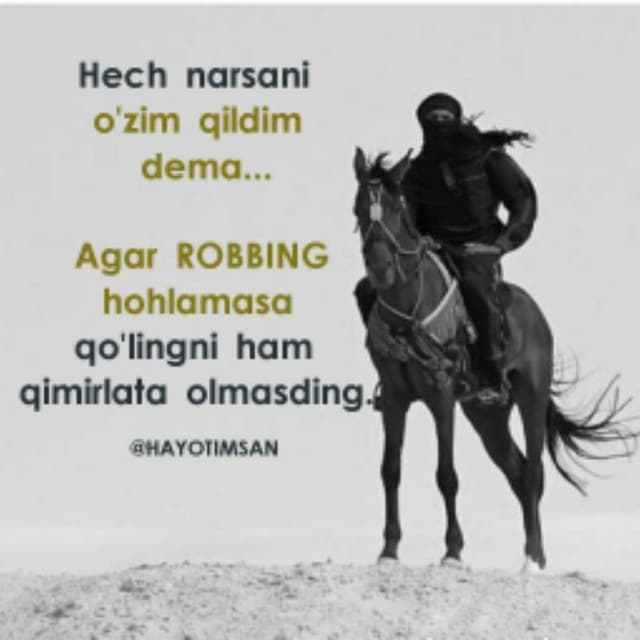 Hech narsani
o'zim qildim
dema...
Agar ROBBING
hohlamasa
qo'lingni ham
qimirlata olmasding.
@HAYOTIMSAN